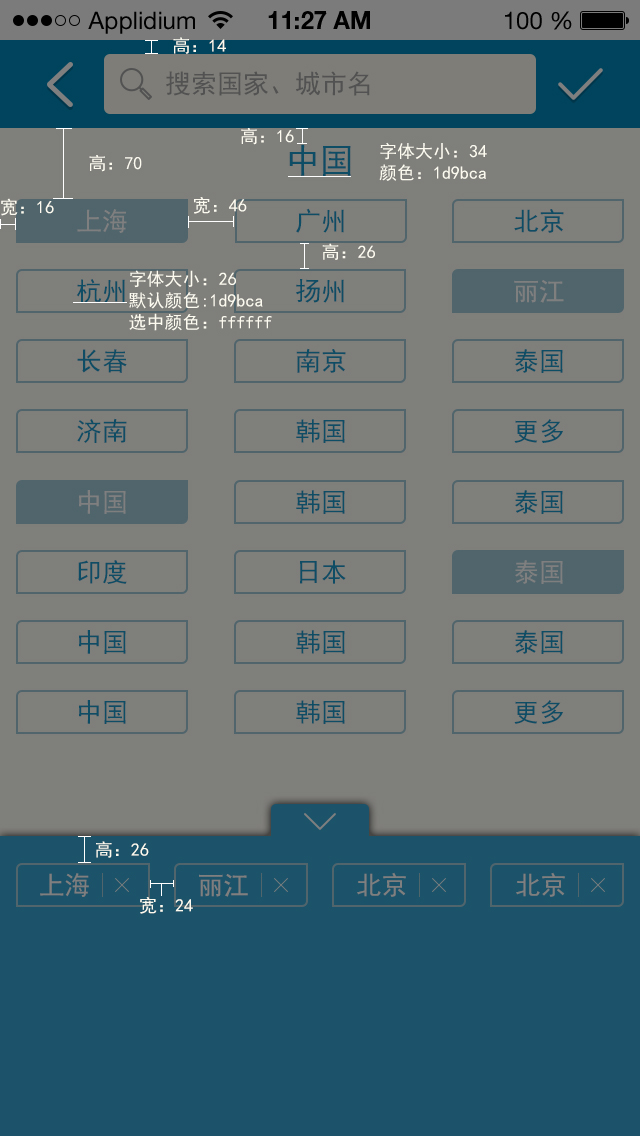 Applidium 11:27 AM 100 %
高：14
搜索国家、城市名
高：16
中国
字体大小：34
颜色：1d9bca
高：70
宽：16
宽：46
上海 广州 北京
高：26
杭州 扬州 丽江
字体大小：26
默认颜色:1d9bca
选中颜色：ffffff
长春 南京 泰国
济南 韩国 更多
中国 韩国 泰国
印度 日本 泰国
中国 韩国 泰国
中国 韩国 更多
高：26
上海 丽江 北京 北京
宽：24